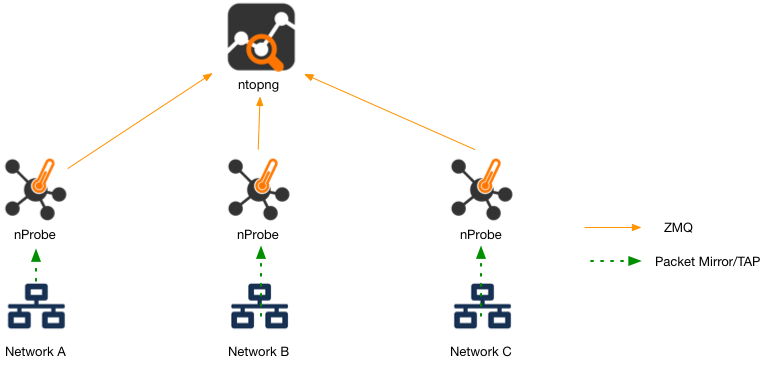 ntopng
nProbe
nProbe
nProbe
ZMQ
Packet Mirror/TAP
Network A
Network B
Network C